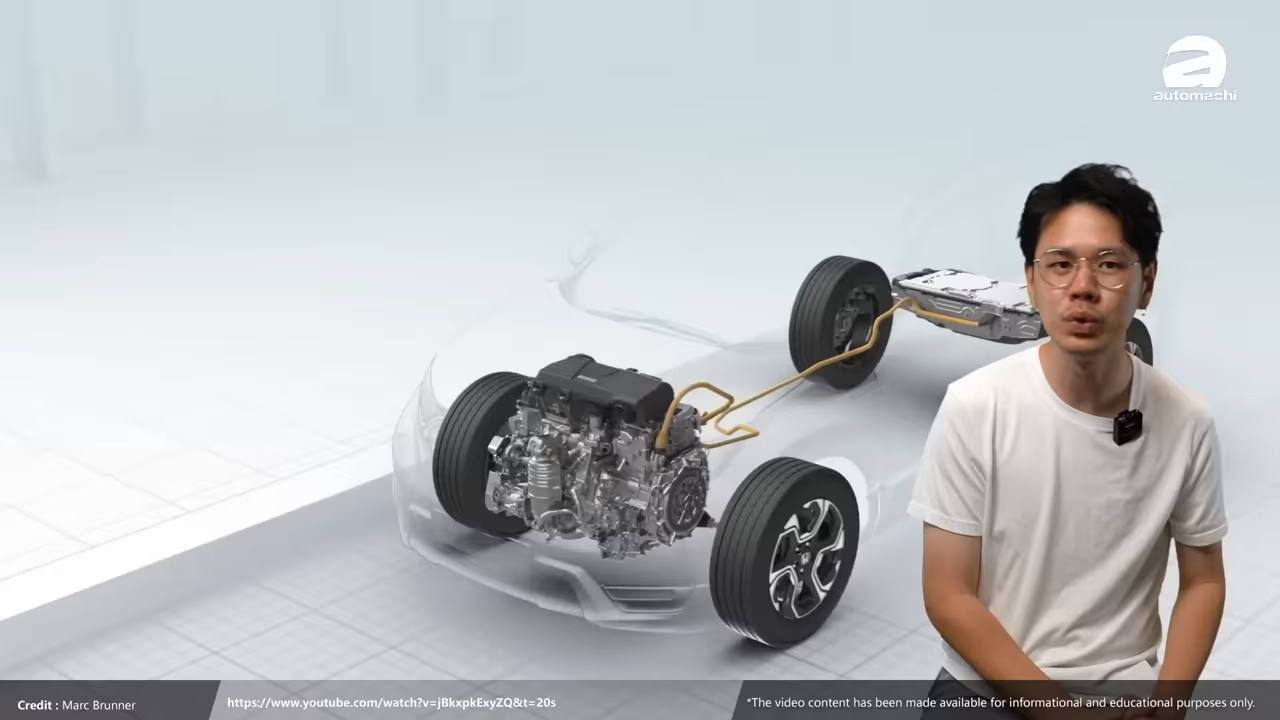 automachi
Credit : Marc Brunner
https://www.youtube.com/watch?v=jBkxpkExyZQ&t=20s
*The video content has been made available for informational and educational purposes only.